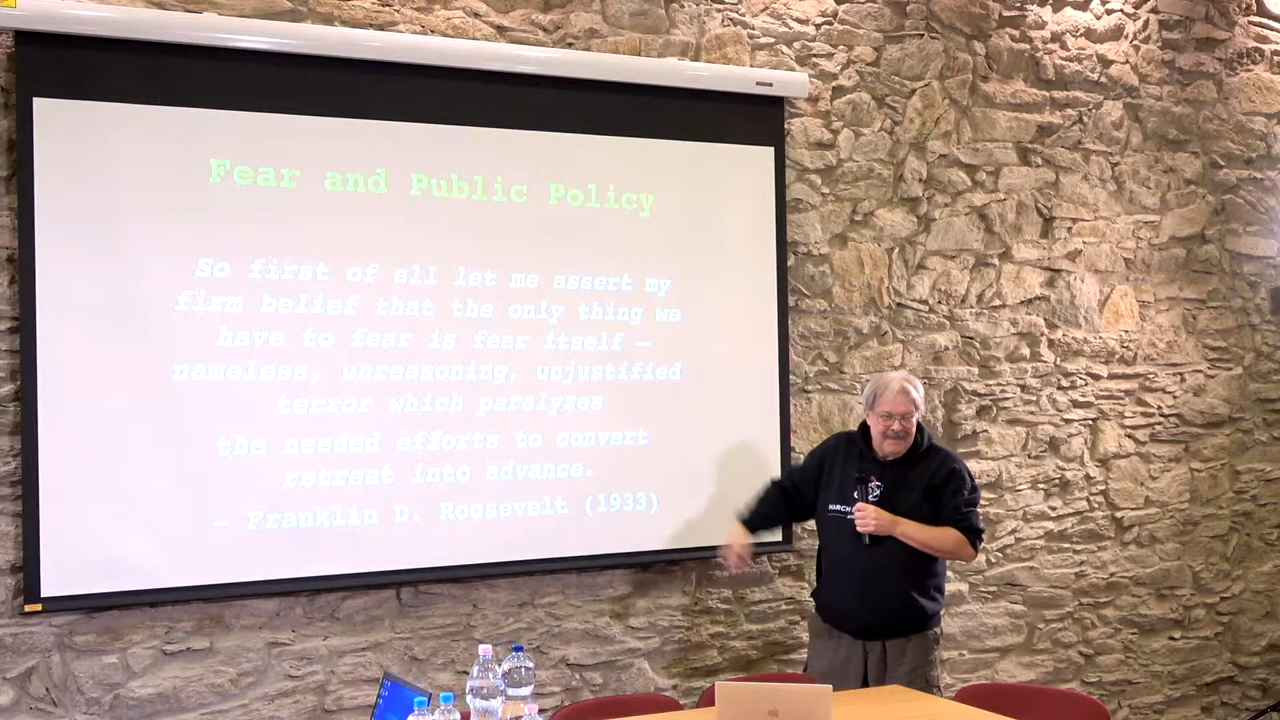 Fear and Public Policy
So first of all let me assert my
firm belief that the only thing we
have to fear is fear itself —
nameless, unreasoning, unjustified
terror which paralyzes
the needed efforts to convert
retreat into advance.
— Franklin D. Roosevelt (1933)
MARCH